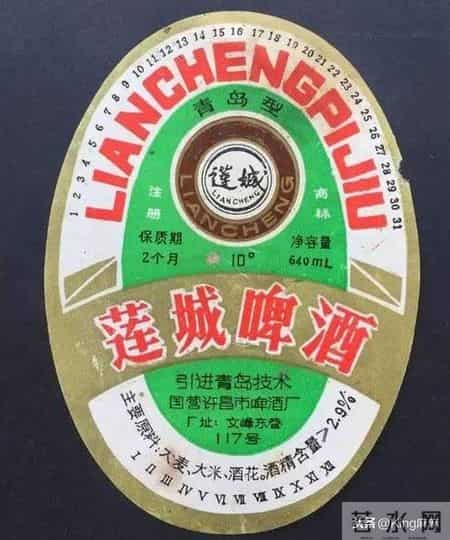 1 2 3 4 5 6 7 8 9 10 11 12 13 14 15 16 17 18 19 20 21 22 23 24 25 26 27 28 29 30 31
LIANCHENGPIJIU
青岛型
莲城
LIANCHENG
LIANCHENG
注册 商标
保质期 净容量
2个月 10° 640mL
莲城啤酒
引进青岛技术
国营许昌市啤酒厂
厂址:文峰东路
117号
主要原料:大麦、大米、酒花。酒精含量≥2.9%
I II III IV V VI VII VIII IX X XI XII
头条@King